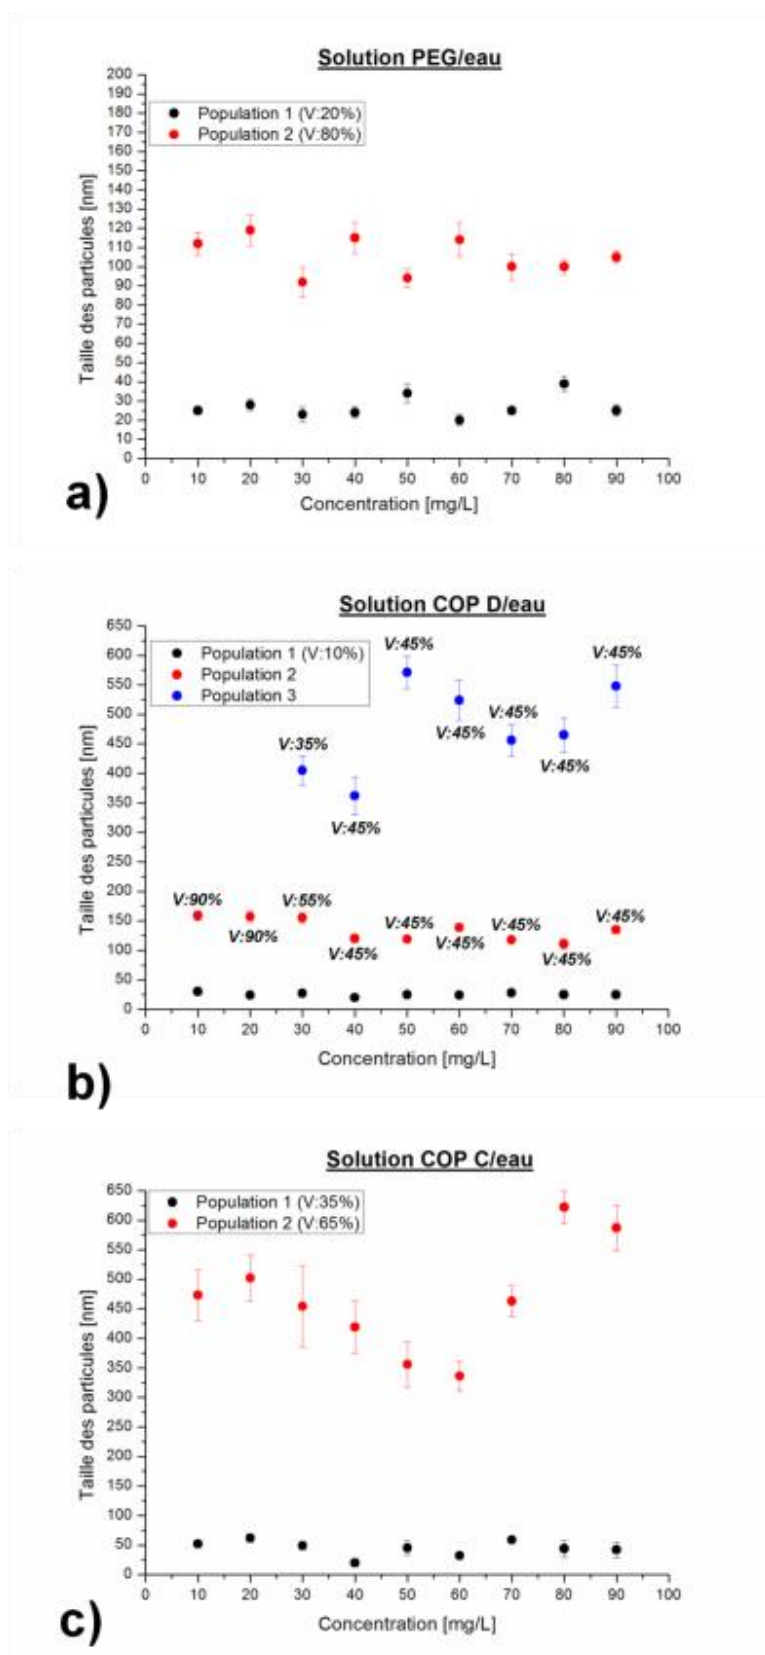 Solution PEG/eau
200
190
180
170
160
150
140
130
120
110
100
90
80
70
60
50
40
30
20
10
0
Population 1 (V:20%)
Population 2 (V:80%)
Taille des particules [nm]
0 10 20 30 40 50 60 70 80 90 100
Concentration [mg/L]
a)
Solution COP D/eau
650
600
550
500
450
400
350
300
250
200
150
100
50
0
Population 1 (V:10%)
Population 2
Population 3
V:45%
V:45%
V:45%
V:45%
V:35%
V:45%
V:45%
V:90%
V:55%
V:90%
V:45%
V:45%
V:45%
V:45%
V:45%
V:45%
Taille des particules [nm]
0 10 20 30 40 50 60 70 80 90 100
Concentration [mg/L]
b)
Solution COP C/eau
650
600
550
500
450
400
350
300
250
200
150
100
50
0
Population 1 (V:35%)
Population 2 (V:65%)
Taille des particules [nm]
0 10 20 30 40 50 60 70 80 90 100
Concentration [mg/L]
c)